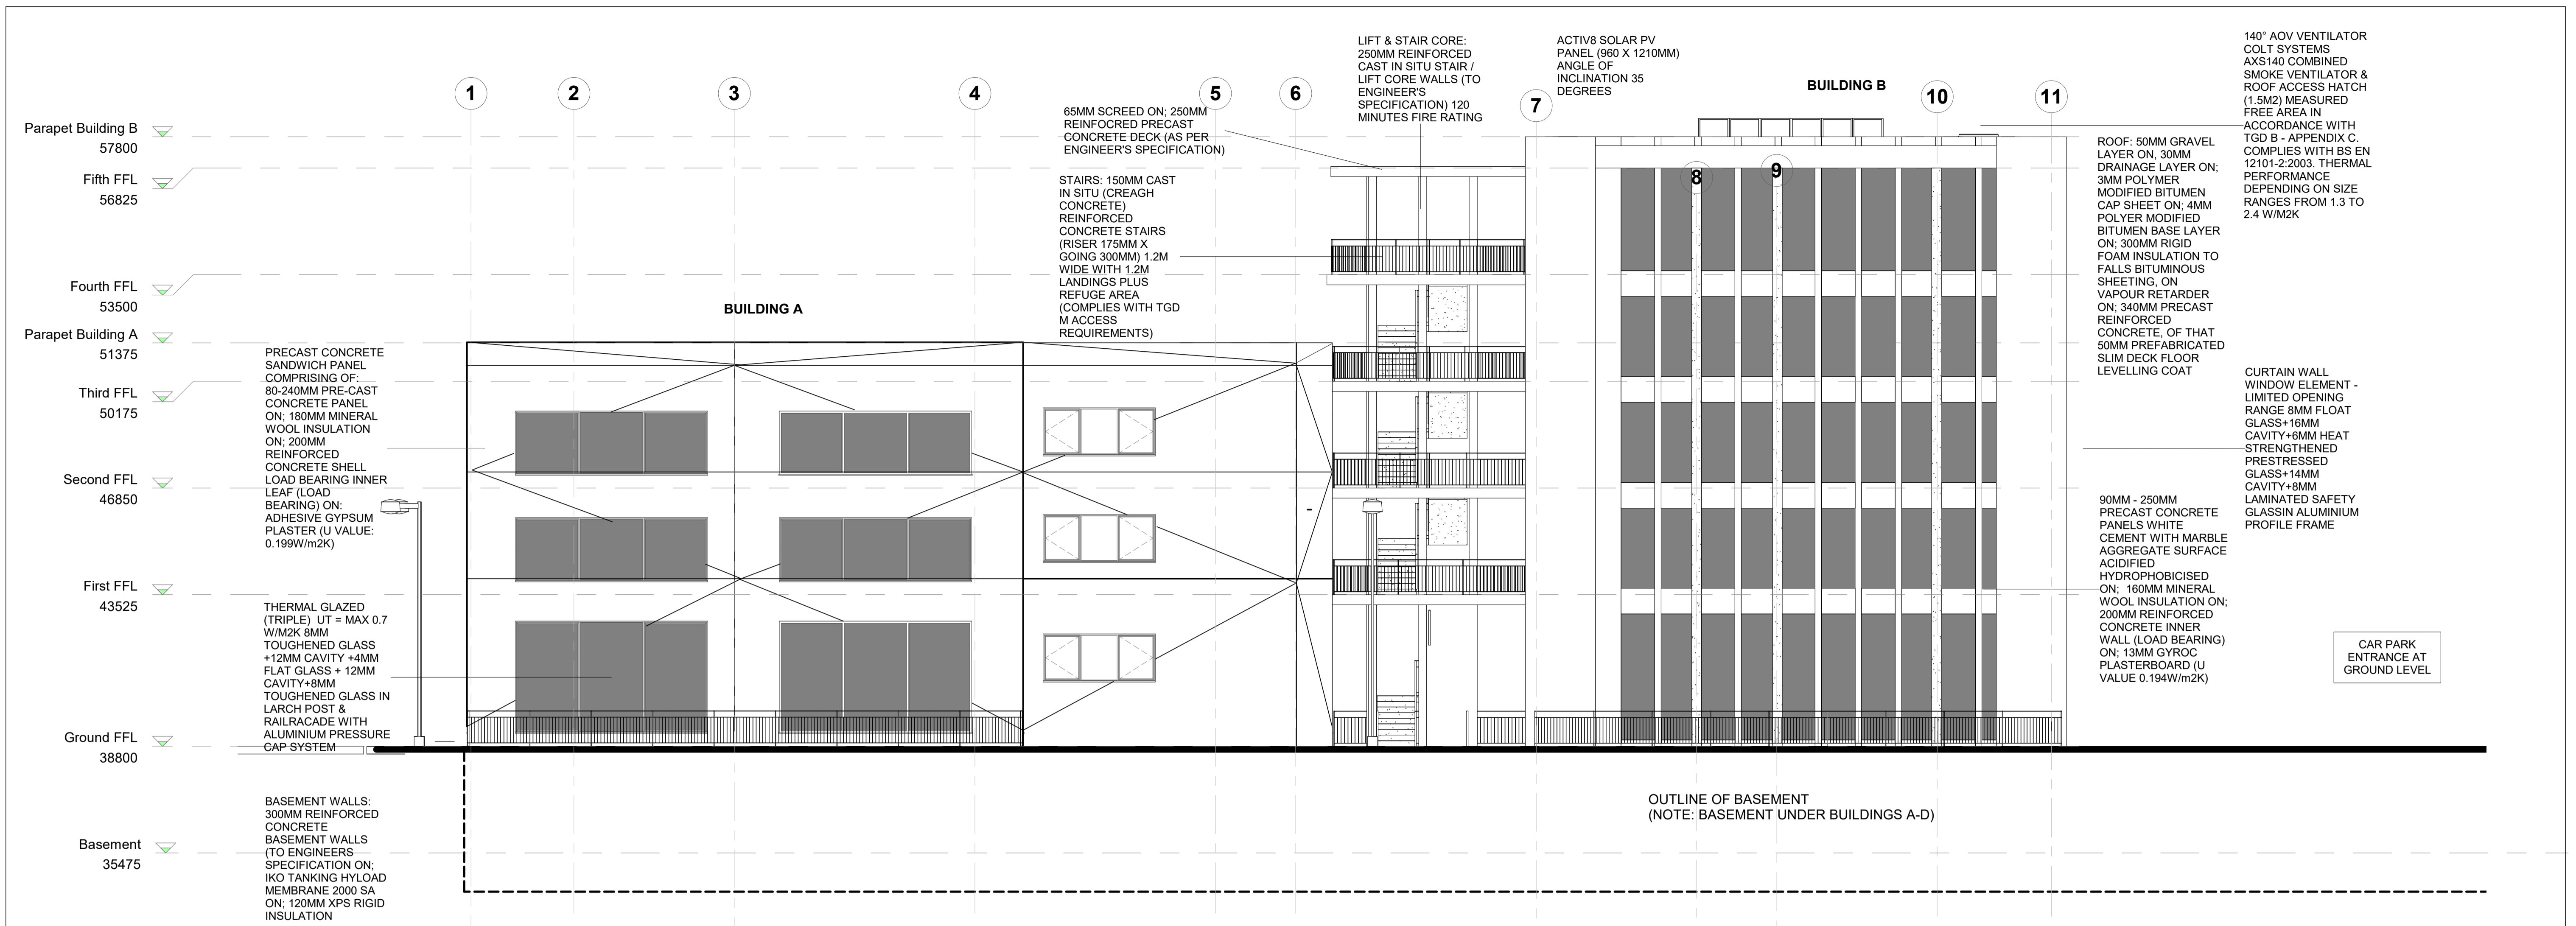 1
2
3
4
5
6
7
8
9
10
11
Parapet Building B
57800
Fifth FFL
56825
Fourth FFL
53500
Parapet Building A
51375
Third FFL
50175
Second FFL
46850
First FFL
43525
Ground FFL
38800
Basement
35475
PRECAST CONCRETE
SANDWICH PANEL
COMPRISING OF:
80-240MM PRE-CAST
CONCRETE PANEL
ON; 180MM MINERAL
WOOL INSULATION
ON; 200MM
REINFORCED
CONCRETE SHELL
LOAD BEARING INNER
LEAF (LOAD
BEARING) ON:
ADHESIVE GYPSUM
PLASTER (U VALUE:
0.199W/m2K)
THERMAL GLAZED
(TRIPLE)  UT = MAX 0.7
W/M2K 8MM
TOUGHENED GLASS
+12MM CAVITY +4MM
FLAT GLASS + 12MM
CAVITY+8MM
TOUGHENED GLASS IN
LARCH POST &
RAILRACADE WITH
ALUMINIUM PRESSURE
CAP SYSTEM
BASEMENT WALLS:
300MM REINFORCED
CONCRETE
BASEMENT WALLS
(TO ENGINEERS
SPECIFICATION ON;
IKO TANKING HYLOAD
MEMBRANE 2000 SA
ON; 120MM XPS RIGID
INSULATION
BUILDING A
65MM SCREED ON; 250MM
REINFOCRED PRECAST
CONCRETE DECK (AS PER
ENGINEER'S SPECIFICATION)
STAIRS: 150MM CAST
IN SITU (CREAGH
CONCRETE)
REINFORCED
CONCRETE STAIRS
(RISER 175MM X
GOING 300MM) 1.2M
WIDE WITH 1.2M
LANDINGS PLUS
REFUGE AREA
(COMPLIES WITH TGD
M ACCESS
REQUIREMENTS)
LIFT & STAIR CORE:
250MM REINFORCED
CAST IN SITU STAIR /
LIFT CORE WALLS (TO
ENGINEER'S
SPECIFICATION) 120
MINUTES FIRE RATING
ACTIV8 SOLAR PV
PANEL (960 X 1210MM)
ANGLE OF
INCLINATION 35
DEGREES
BUILDING B
140° AOV VENTILATOR
COLT SYSTEMS
AXS140 COMBINED
SMOKE VENTILATOR &
ROOF ACCESS HATCH
(1.5M2) MEASURED
FREE AREA IN
ACCORDANCE WITH
TGD B - APPENDIX C.
COMPLIES WITH BS EN
12101-2:2003. THERMAL
PERFORMANCE
DEPENDING ON SIZE
RANGES FROM 1.3 TO
2.4 W/M2K
ROOF: 50MM GRAVEL
LAYER ON, 30MM
DRAINAGE LAYER ON;
3MM POLYMER
MODIFIED BITUMEN
CAP SHEET ON; 4MM
POLYER MODIFIED
BITUMEN BASE LAYER
ON; 300MM RIGID
FOAM INSULATION TO
FALLS BITUMINOUS
SHEETING, ON
VAPOUR RETARDER
ON; 340MM PRECAST
REINFORCED
CONCRETE, OF THAT
50MM PREFABRICATED
SLIM DECK FLOOR
LEVELLING COAT
CURTAIN WALL
WINDOW ELEMENT -
LIMITED OPENING
RANGE 8MM FLOAT
GLASS+16MM
CAVITY+6MM HEAT
STRENGTHENED
PRESTRESSED
GLASS+14MM
CAVITY+8MM
LAMINATED SAFETY
GLASSIN ALUMINIUM
PROFILE FRAME
90MM - 250MM
PRECAST CONCRETE
PANELS WHITE
CEMENT WITH MARBLE
AGGREGATE SURFACE
ACIDIFIED
HYDROPHOBICISED
ON;  160MM MINERAL
WOOL INSULATION ON;
200MM REINFORCED
CONCRETE INNER
WALL (LOAD BEARING)
ON; 13MM GYROC
PLASTERBOARD (U
VALUE 0.194W/m2K)
CAR PARK
ENTRANCE AT
GROUND LEVEL
OUTLINE OF BASEMENT
(NOTE: BASEMENT UNDER BUILDINGS A-D)